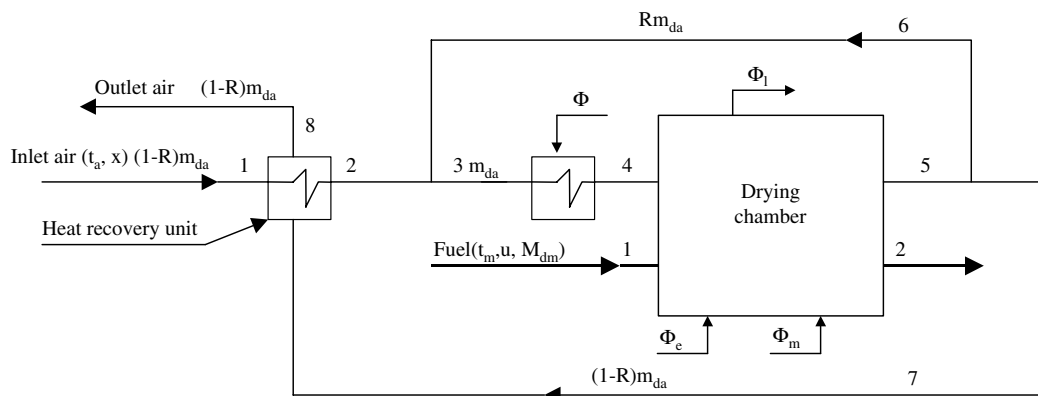 Rm_da
6
Outlet air (1-R)m_da
Φ_l
Φ
8
Inlet air (t_a, x) (1-R)m_da
1
2
3 m_da
4
5
Drying
chamber
Heat recovery unit
Fuel(t_m,u, M_dm)
1
2
Φ_e
Φ_m
(1-R)m_da
7